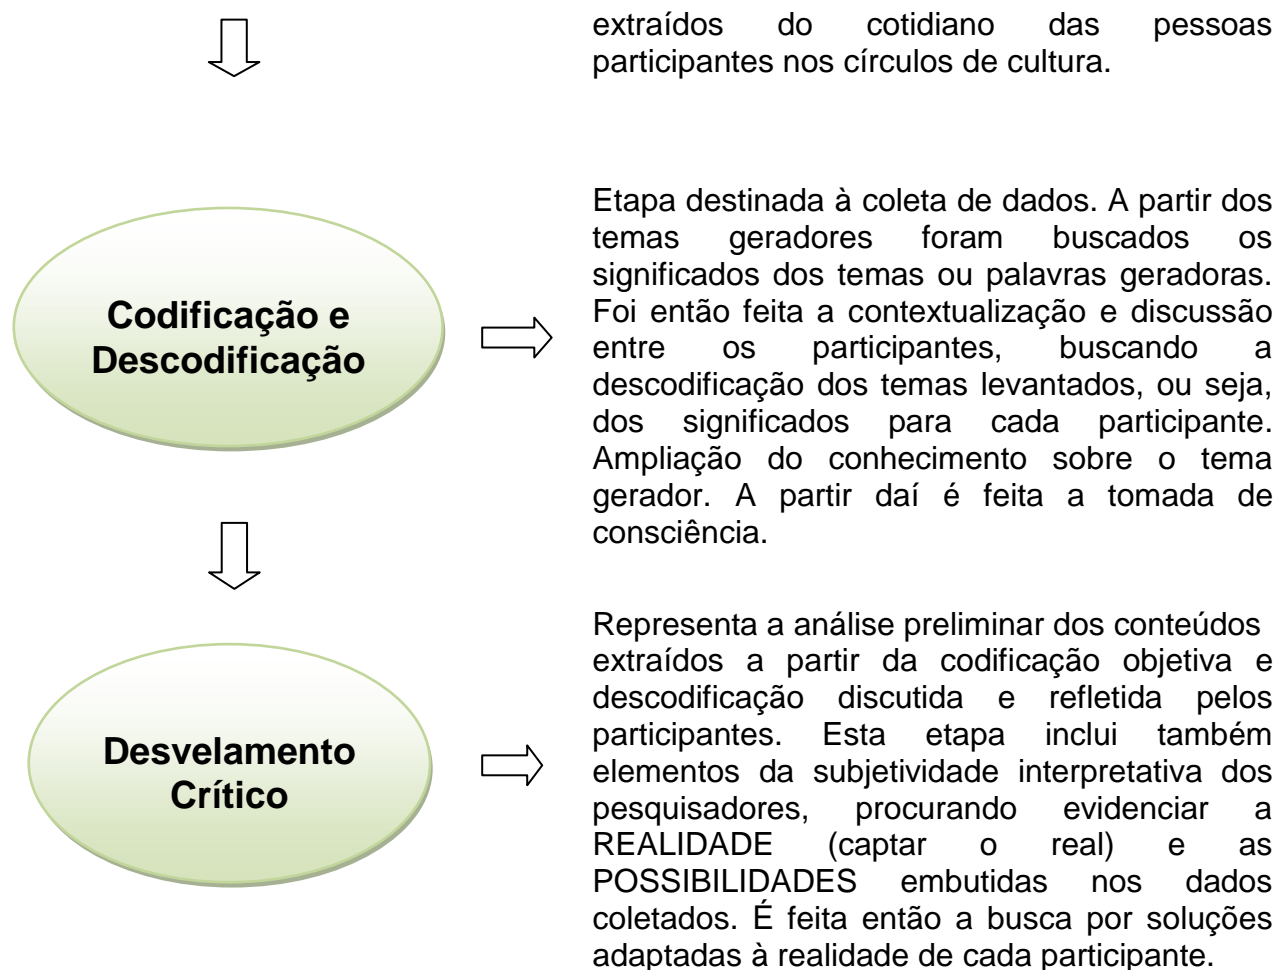 extraídos do cotidiano das pessoas
participantes nos círculos de cultura.
Codificação e
Descodificação
Etapa destinada à coleta de dados. A partir dos
temas geradores foram buscados os
significados dos temas ou palavras geradoras.
Foi então feita a contextualização e discussão
entre os participantes, buscando a
descodificação dos temas levantados, ou seja,
dos significados para cada participante.
Ampliação do conhecimento sobre o tema
gerador. A partir daí é feita a tomada de
consciência.
Desvelamento
Crítico
Representa a análise preliminar dos conteúdos
extraídos a partir da codificação objetiva e
descodificação discutida e refletida pelos
participantes. Esta etapa inclui também
elementos da subjetividade interpretativa dos
pesquisadores, procurando evidenciar a
REALIDADE (captar o real) e as
POSSIBILIDADES embutidas nos dados
coletados. É feita então a busca por soluções
adaptadas à realidade de cada participante.